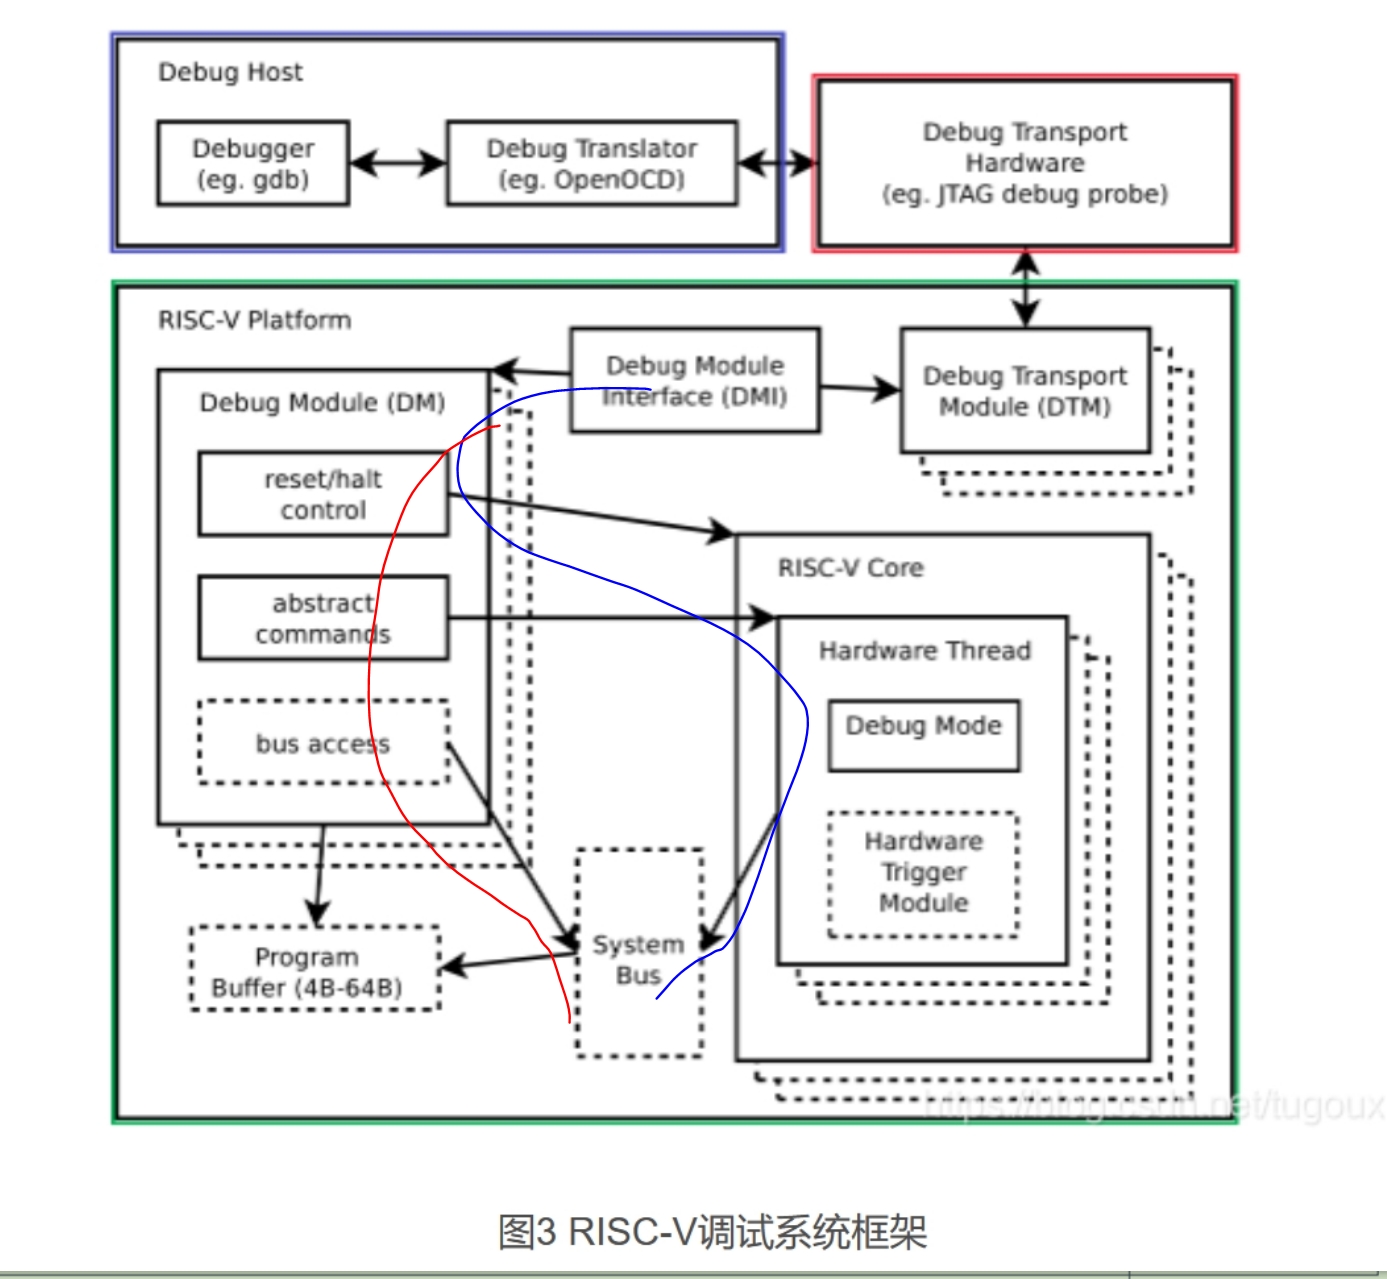 Debug Host
Debugger
(eg. gdb)
Debug Translator
(eg. OpenOCD)
Debug Transport
Hardware
(eg. JTAG debug probe)
RISC-V Platform
Debug Module
Interface (DMI)
Debug Transport
Module (DTM)
Debug Module (DM)
reset/halt
control
abstract
commands
bus access
RISC-V Core
Hardware Thread
Debug Mode
Hardware
Trigger
Module
System
Bus
Program
Buffer (4B-64B)
https://blog.csdn.net/tugoux
图3 RISC-V调试系统框架